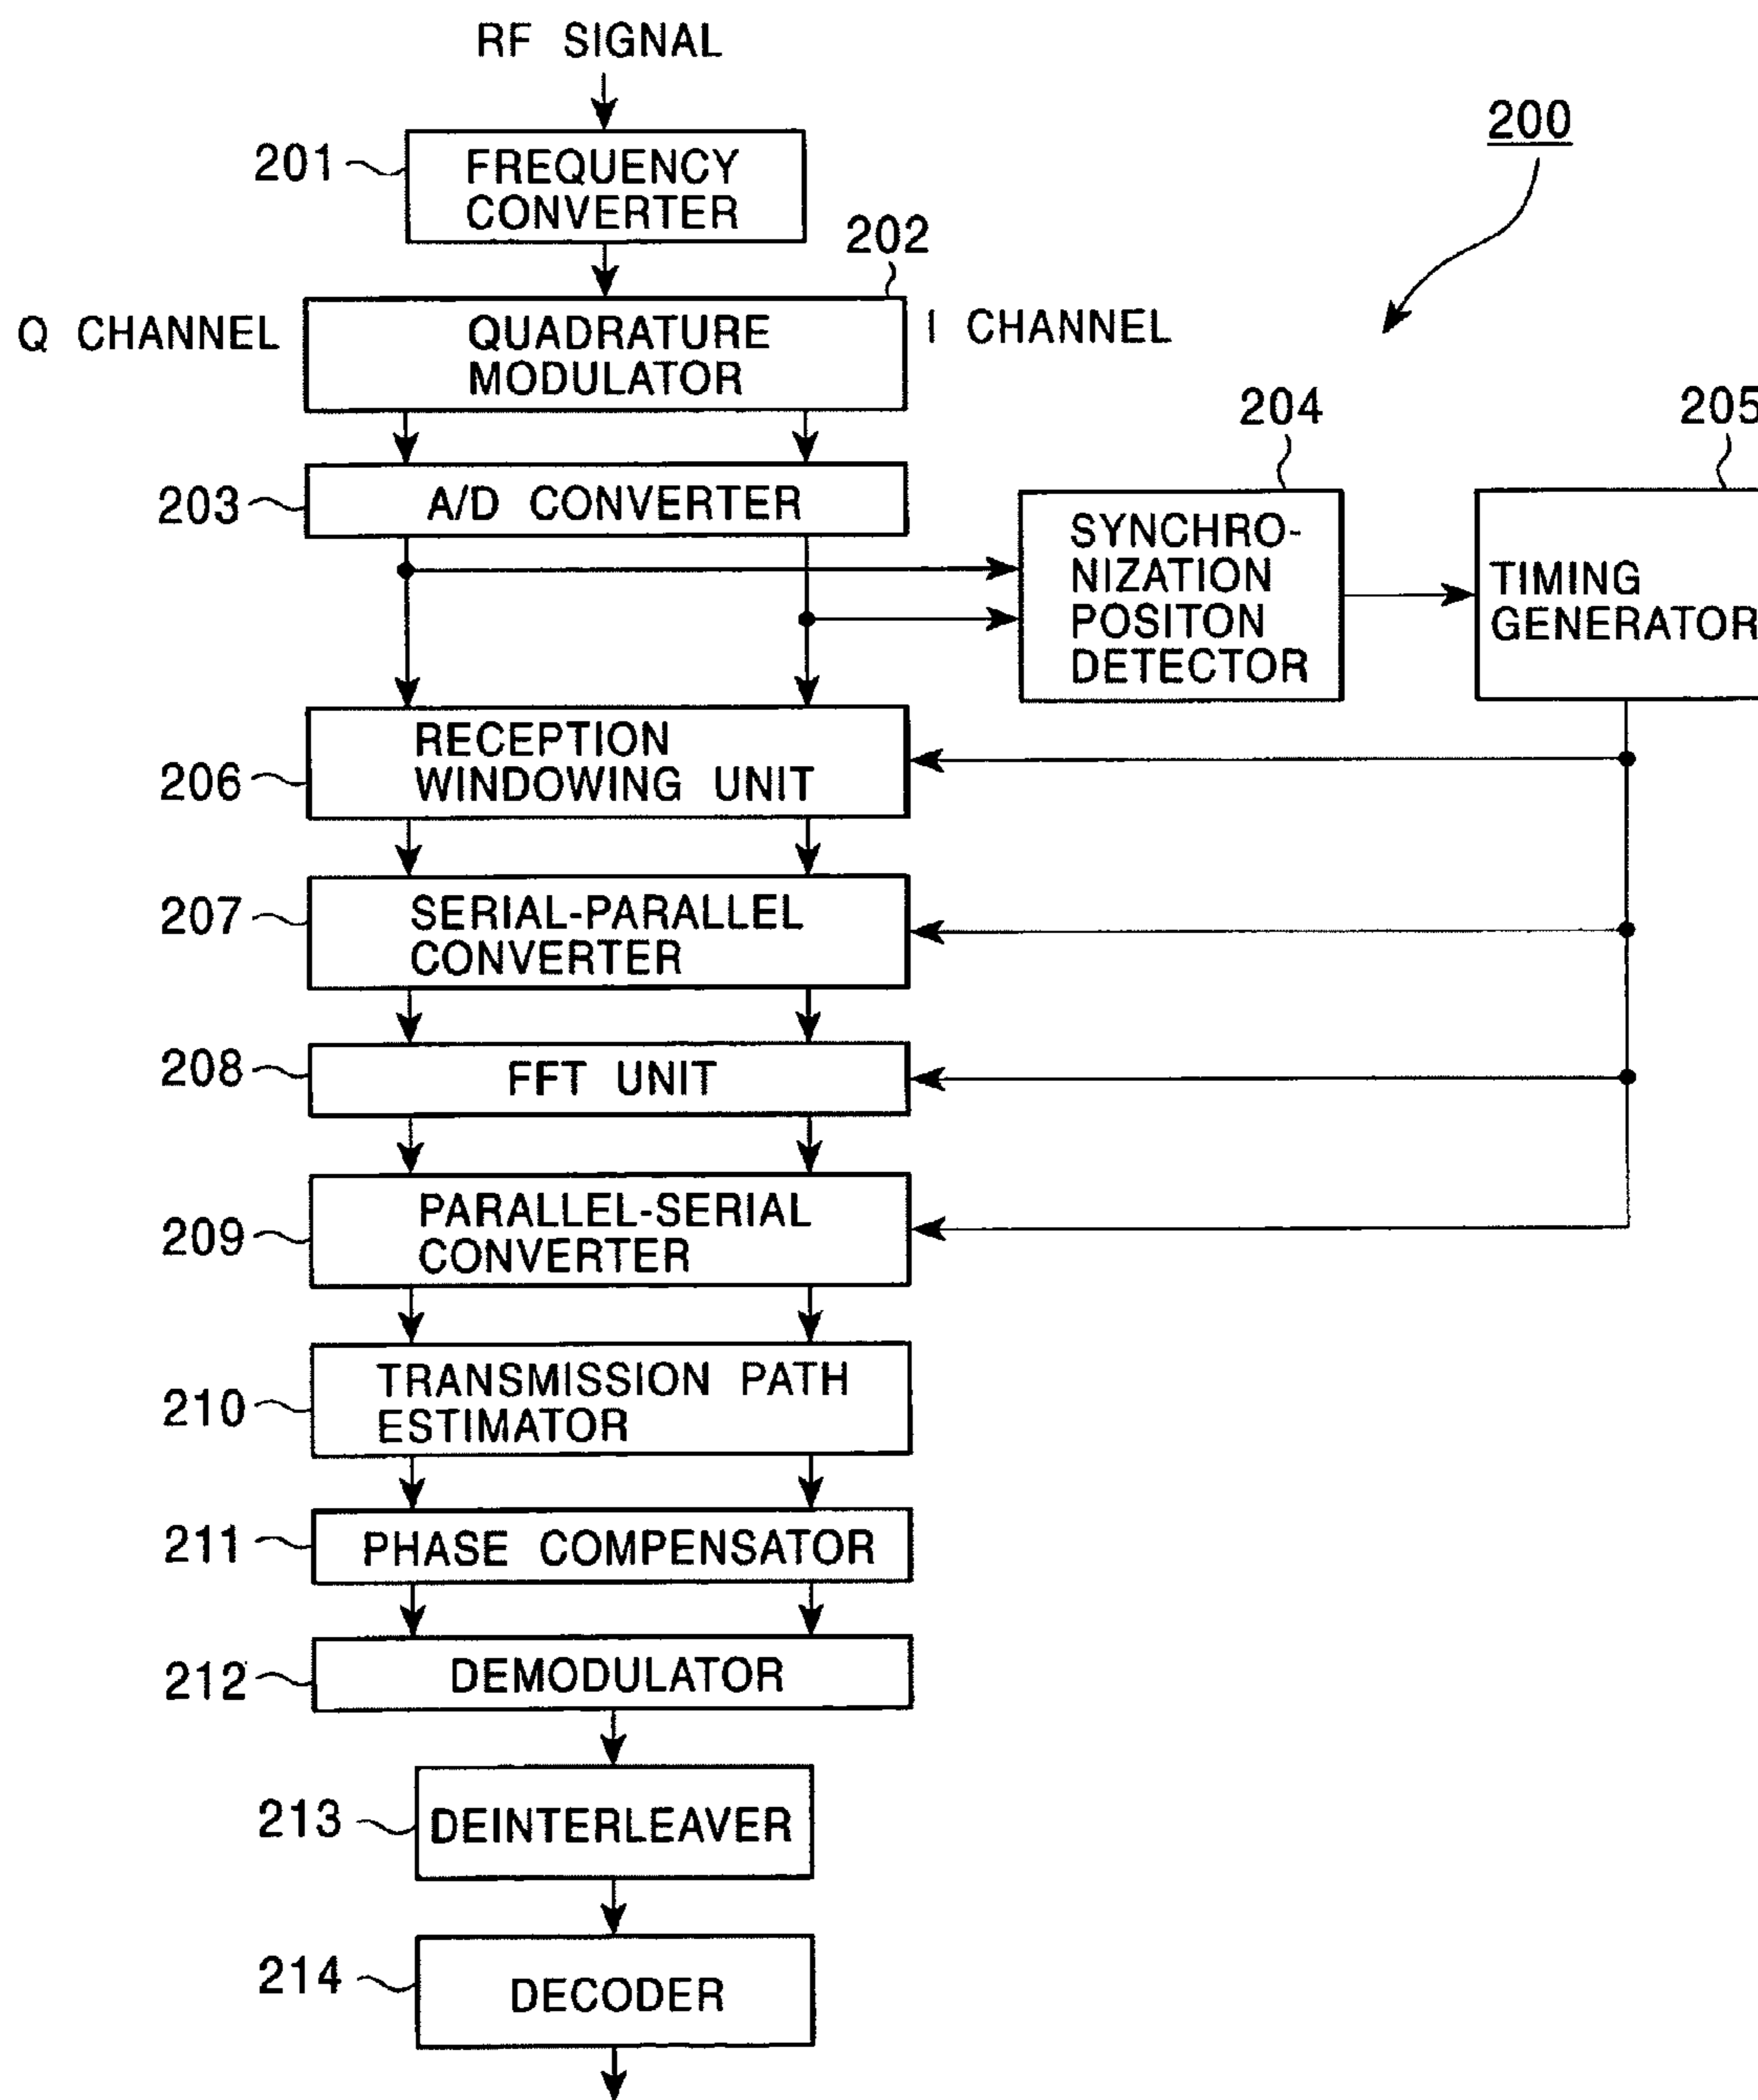 RF SIGNAL
200
201
FREQUENCY
CONVERTER
202
Q CHANNEL
QUADRATURE
MODULATOR
I CHANNEL
203
A/D CONVERTER
204
SYNCHRO-
NIZATION
POSITON
DETECTOR
205
TIMING
GENERATOR
206
RECEPTION
WINDOWING UNIT
207
SERIAL-PARALLEL
CONVERTER
208
FFT UNIT
209
PARALLEL-SERIAL
CONVERTER
210
TRANSMISSION PATH
ESTIMATOR
211
PHASE COMPENSATOR
212
DEMODULATOR
213
DEINTERLEAVER
214
DECODER